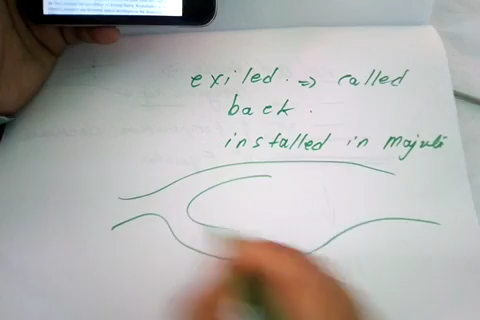 exiled. => called
back.
installed in majuli